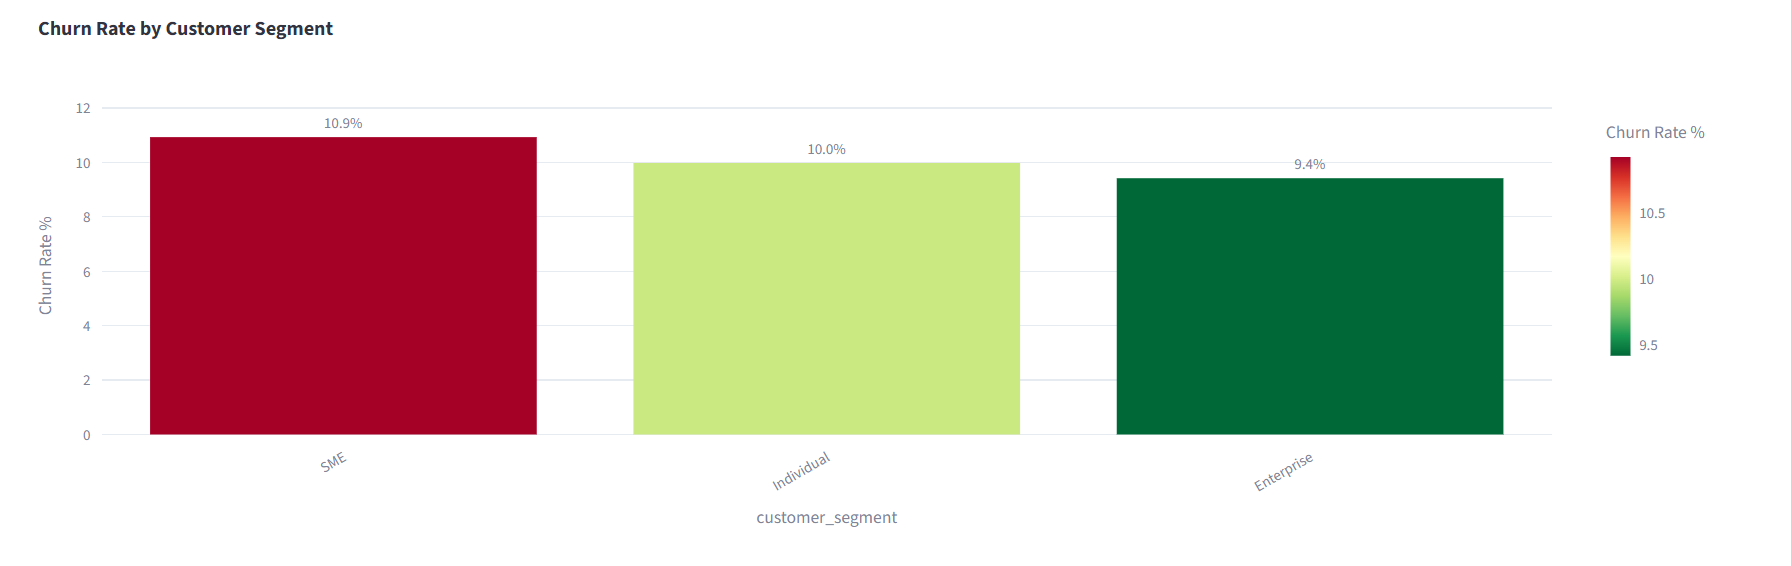 Churn Rate by Customer Segment
12
10
8
6
4
2
0
Churn Rate %
10.9%
10.0%
9.4%
SME
Individual
Enterprise
customer_segment
Churn Rate %
10.5
10
9.5